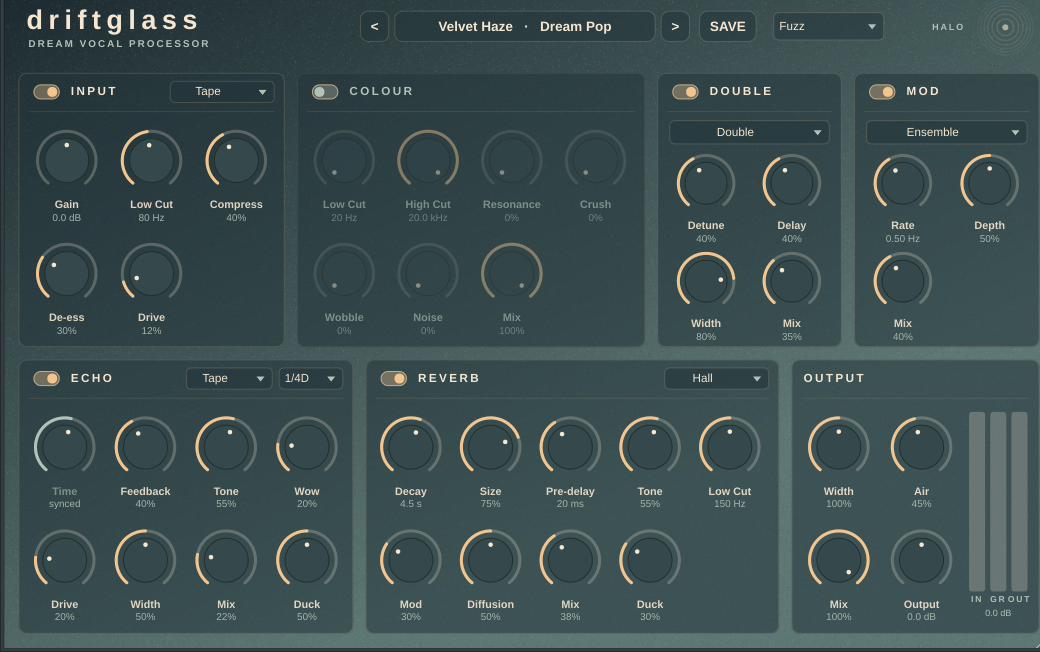 driftglass
DREAM VOCAL PROCESSOR
< Velvet Haze · Dream Pop > SAVE Fuzz HALO
INPUT Tape
Gain Low Cut Compress
0.0 dB 80 Hz 40%
De-ess Drive
30% 12%
COLOUR
Low Cut High Cut Resonance Crush
20 Hz 20.0 kHz 0% 0%
Wobble Noise Mix
0% 0% 100%
DOUBLE
Double
Detune Delay
40% 40%
Width Mix
80% 35%
MOD
Ensemble
Rate Depth
0.50 Hz 50%
Mix
40%
ECHO Tape 1/4D
Time Feedback Tone Wow
synced 40% 55% 20%
Drive Width Mix Duck
20% 50% 22% 50%
REVERB Hall
Decay Size Pre-delay Tone Low Cut
4.5 s 75% 20 ms 55% 150 Hz
Mod Diffusion Mix Duck
30% 50% 38% 30%
OUTPUT
Width Air
100% 45%
Mix Output
100% 0.0 dB
IN GR OUT
0.0 dB